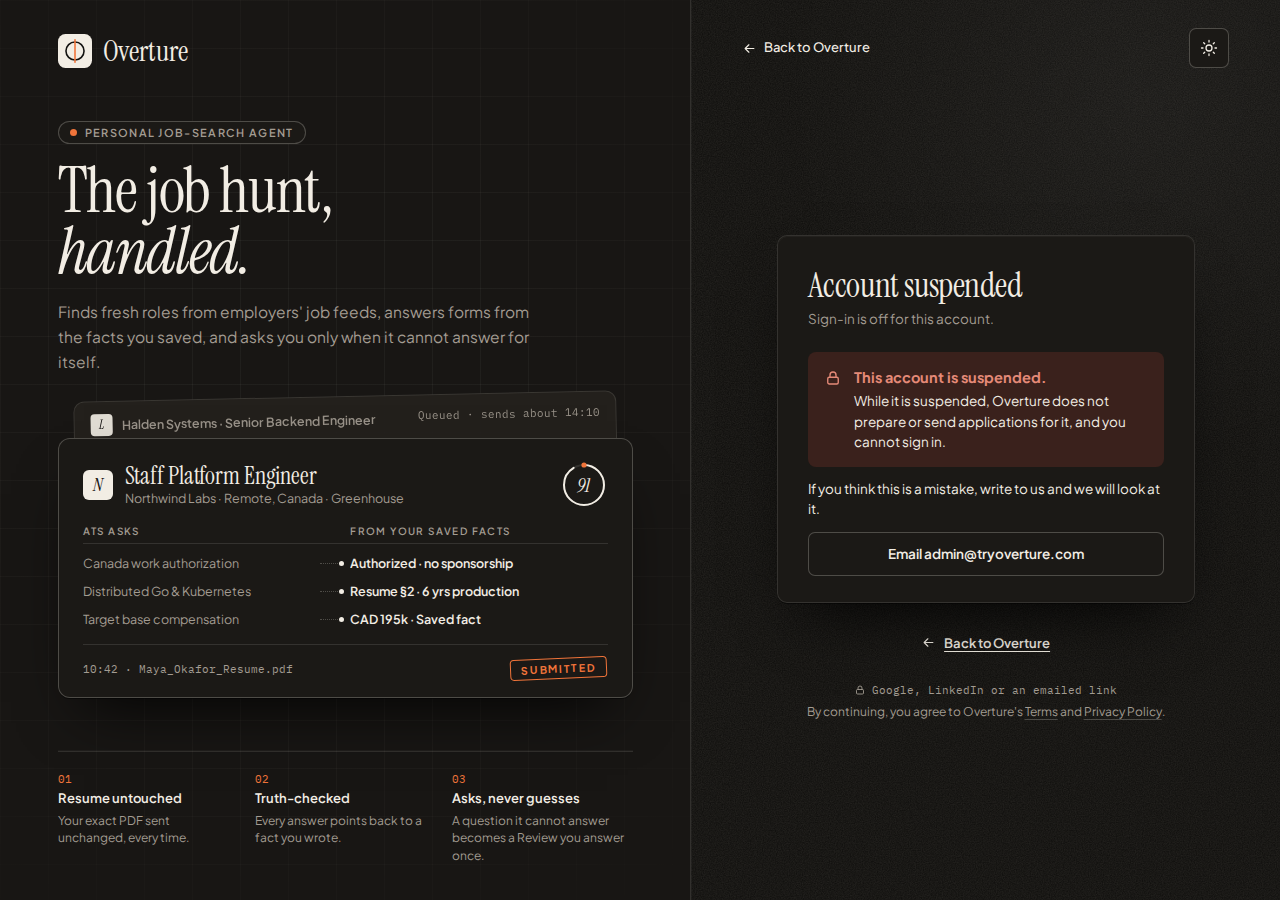 Overture
PERSONAL JOB-SEARCH AGENT
The job hunt,
handled.
Finds fresh roles from employers' job feeds, answers forms from
the facts you saved, and asks you only when it cannot answer for
itself.
L Halden Systems · Senior Backend Engineer Queued · sends about 14:10
N Staff Platform Engineer
Northwind Labs · Remote, Canada · Greenhouse
91
ATS ASKS FROM YOUR SAVED FACTS
Canada work authorization Authorized · no sponsorship
Distributed Go & Kubernetes Resume §2 · 6 yrs production
Target base compensation CAD 195k · Saved fact
10:42 · Maya_Okafor_Resume.pdf SUBMITTED
01
Resume untouched
Your exact PDF sent
unchanged, every time.
02
Truth-checked
Every answer points back to a
fact you wrote.
03
Asks, never guesses
A question it cannot answer
becomes a Review you answer
once.
← Back to Overture
Account suspended
Sign-in is off for this account.
This account is suspended.
While it is suspended, Overture does not
prepare or send applications for it, and you
cannot sign in.
If you think this is a mistake, write to us and we will look at
it.
Email admin@tryoverture.com
← Back to Overture
Google, LinkedIn or an emailed link
By continuing, you agree to Overture's Terms and Privacy Policy.